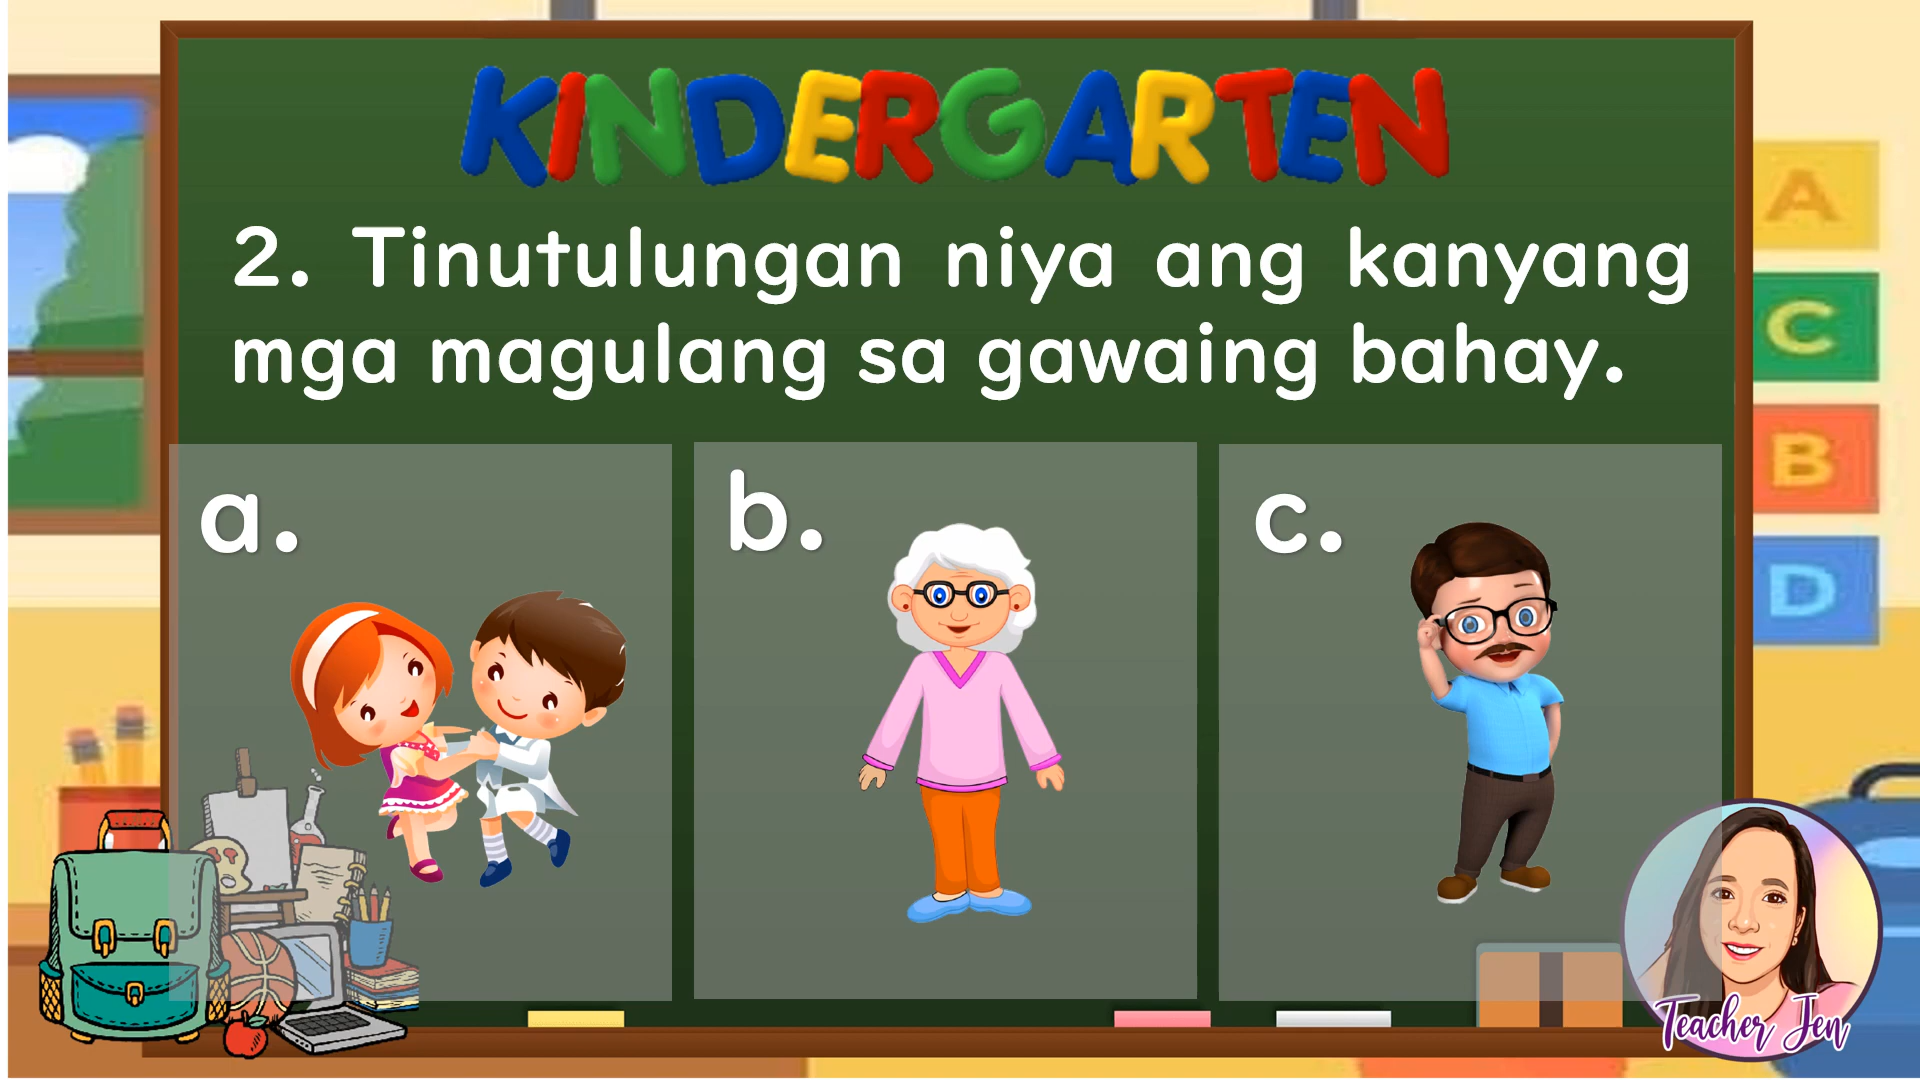 KINDERGARTEN
2. Tinutulungan niya ang kanyang
mga magulang sa gawaing bahay.
a.
b.
c.
A
C
B
D
Teacher Jen